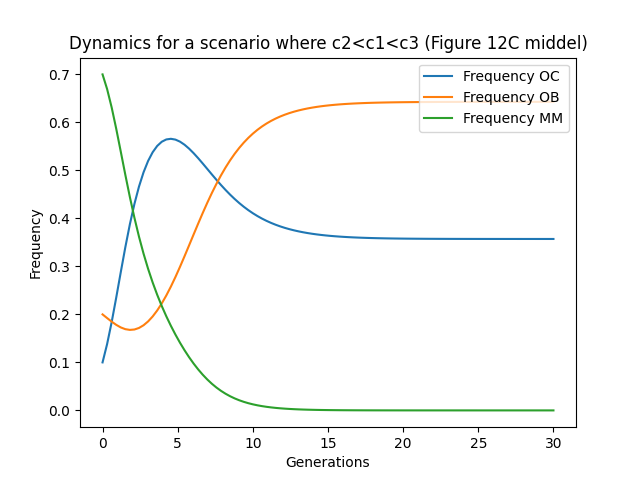 Dynamics for a scenario where c2<c1<c3 (Figure 12C middel)
Frequency OC
Frequency OB
Frequency MM
Frequency
0.7
0.6
0.5
0.4
0.3
0.2
0.1
0.0
0 5 10 15 20 25 30
Generations